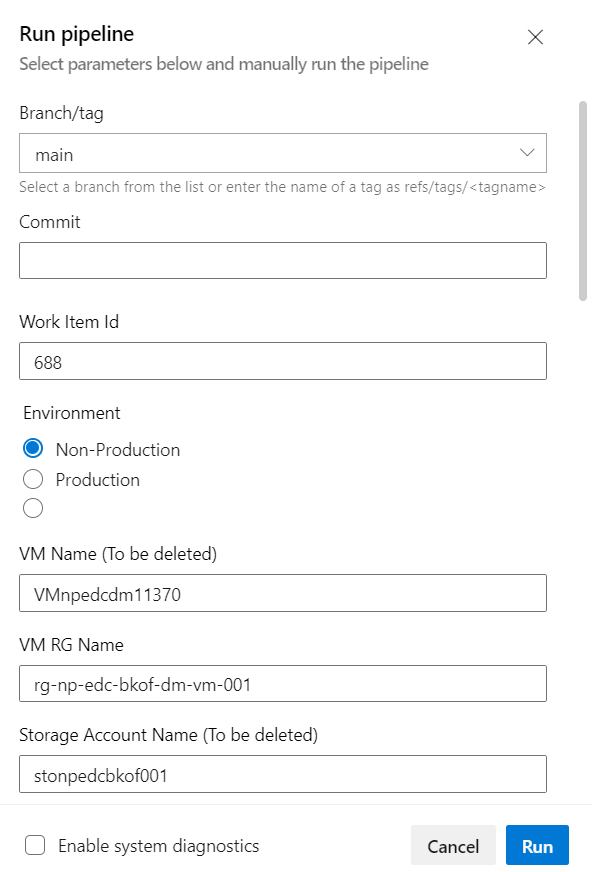 Run pipeline
Select parameters below and manually run the pipeline
Branch/tag
main
Select a branch from the list or enter the name of a tag as refs/tags/<tagname>
Commit
Work Item Id
688
Environment
Non-Production
Production
VM Name (To be deleted)
VMnpedcdm11370
VM RG Name
rg-np-edc-bkof-dm-vm-001
Storage Account Name (To be deleted)
stonpedcbkof001
Enable system diagnostics
Cancel
Run